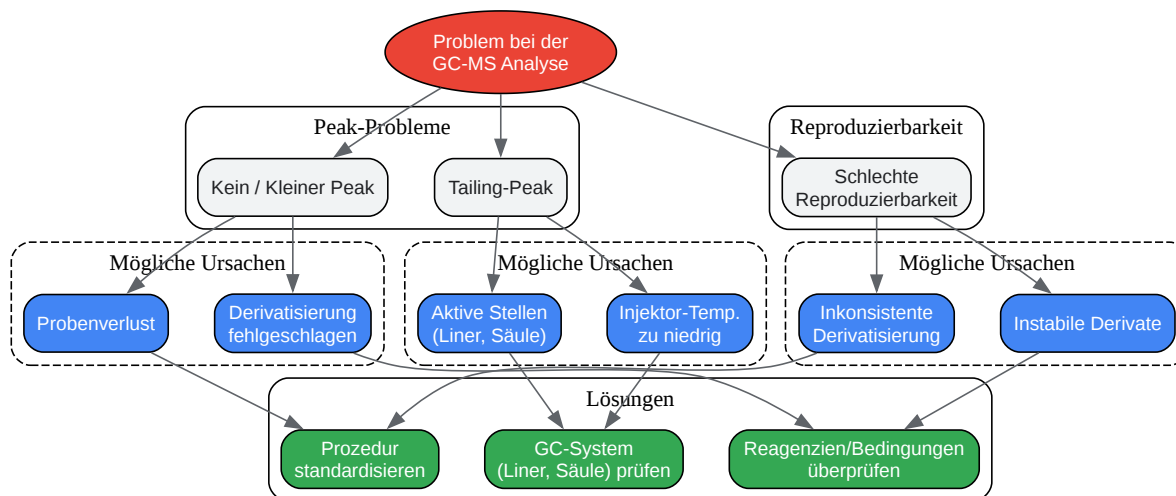 Problem bei der
GC-MS Analyse
Peak-Probleme
Reproduzierbarkeit
Kein / Kleiner Peak
Tailing-Peak
Schlechte
Reproduzierbarkeit
Mögliche Ursachen
Mögliche Ursachen
Mögliche Ursachen
Probenverlust
Derivatisierung
fehlgeschlagen
Aktive Stellen
(Liner, Säule)
Injektor-Temp.
zu niedrig
Inkonsistente
Derivatisierung
Instabile Derivate
Lösungen
Prozedur
standardisieren
GC-System
(Liner, Säule) prüfen
Reagenzien/Bedingungen
überprüfen